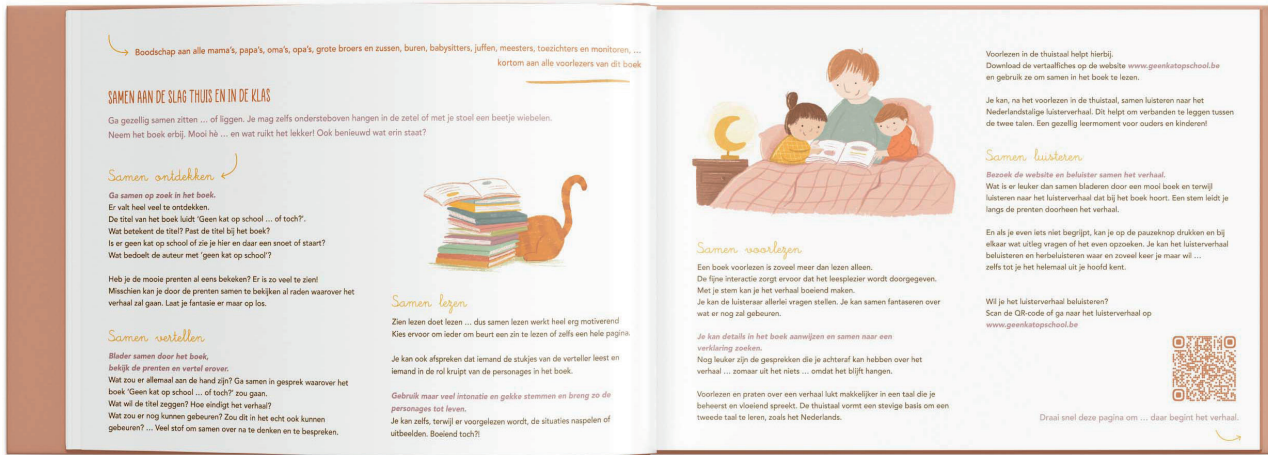 Boodschap aan alle mama's, papa's, oma's, opa's, grote broers en zussen, buren, babysitters, juffen, meesters, toezichters en monitoren, ...
kortom aan alle voorlezers van dit boek
SAMEN AAN DE SLAG THUIS EN IN DE KLAS
Ga gezellig samen zitten ... of liggen. Je mag zelfs ondersteboven hangen in de zetel of met je stoel een beetje wiebelen.
Neem het boek erbij. Mooi hè ... en wat ruikt het lekker! Ook benieuwd wat erin staat?
Samen ontdekken
Ga samen op zoek in het boek.
Er valt heel veel te ontdekken.
De titel van het boek luidt 'Geen kat op school ... of toch?'.
Wat betekent de titel? Past de titel bij het boek?
Is er geen kat op school of zie je hier en daar een snoet of staart?
Wat bedoelt de auteur met 'geen kat op school'?
Heb je de mooie prenten al eens bekeken? Er is zo veel te zien!
Misschien kan je door de prenten samen te bekijken al raden waarover het
verhaal zal gaan. Laat je fantasie er maar op los.
Samen vertellen
Blader samen door het boek,
bekijk de prenten en vertel erover.
Wat zou er allemaal aan de hand zijn? Ga samen in gesprek waarover het
boek 'Geen kat op school ... of toch?' zou gaan.
Wat wil de titel zeggen? Hoe eindigt het verhaal?
Wat zou er nog kunnen gebeuren? Zou dit in het echt ook kunnen
gebeuren? ... Veel stof om samen over na te denken en te bespreken.
Samen lezen
Zien lezen doet lezen ... dus samen lezen werkt heel erg motiverend
Kies ervoor om ieder om beurt een zin te lezen of zelfs een hele pagina.
Je kan ook afspreken dat iemand de stukjes van de verteller leest en
iemand in de rol kruipt van de personages in het boek.
Gebruik maar veel intonatie en gekke stemmen en breng zo de
personages tot leven.
Je kan zelfs, terwijl er voorgelezen wordt, de situaties naspelen of
uitbeelden. Boeiend toch?!
Samen voorlezen
Een boek voorlezen is zoveel meer dan lezen alleen.
De fijne interactie zorgt ervoor dat het leesplezier wordt doorgegeven.
Met je stem kan je het verhaal boeiend maken.
Je kan de luisteraar allerlei vragen stellen. Je kan samen fantaseren over
wat er nog zal gebeuren.
Je kan details in het boek aanwijzen en samen naar een
verklaring zoeken.
Nog leuker zijn de gesprekken die je achteraf kan hebben over het
verhaal ... zomaar uit het niets ... omdat het blijft hangen.
Voorlezen en praten over een verhaal lukt makkelijker in een taal die je
beheerst en vloeiend spreekt. De thuistaal vormt een stevige basis om een
tweede taal te leren, zoals het Nederlands.
Voorlezen in de thuistaal helpt hierbij.
Download de vertaalfiches op de website www.geenkatopschool.be
en gebruik ze om samen in het boek te lezen.
Je kan, na het voorlezen in de thuistaal, samen luisteren naar het
Nederlandstalige luisterverhaal. Dit helpt om verbanden te leggen tussen
de twee talen. Een gezellig leermoment voor ouders en kinderen!
Samen luisteren
Bezoek de website en beluister samen het verhaal.
Wat is er leuker dan samen bladeren door een mooi boek en terwijl
luisteren naar het luisterverhaal dat bij het boek hoort. Een stem leidt je
langs de prenten doorheen het verhaal.
En als je even iets niet begrijpt, kan je op de pauzeknop drukken en bij
elkaar wat uitleg vragen of het even opzoeken. Je kan het luisterverhaal
beluisteren en herbeluisteren waar en zoveel keer je maar wil ...
zelfs tot je het helemaal uit je hoofd kent.
Wil je het luisterverhaal beluisteren?
Scan de QR-code of ga naar het luisterverhaal op
www.geenkatopschool.be
Draai snel deze pagina om ... daar begint het verhaal.